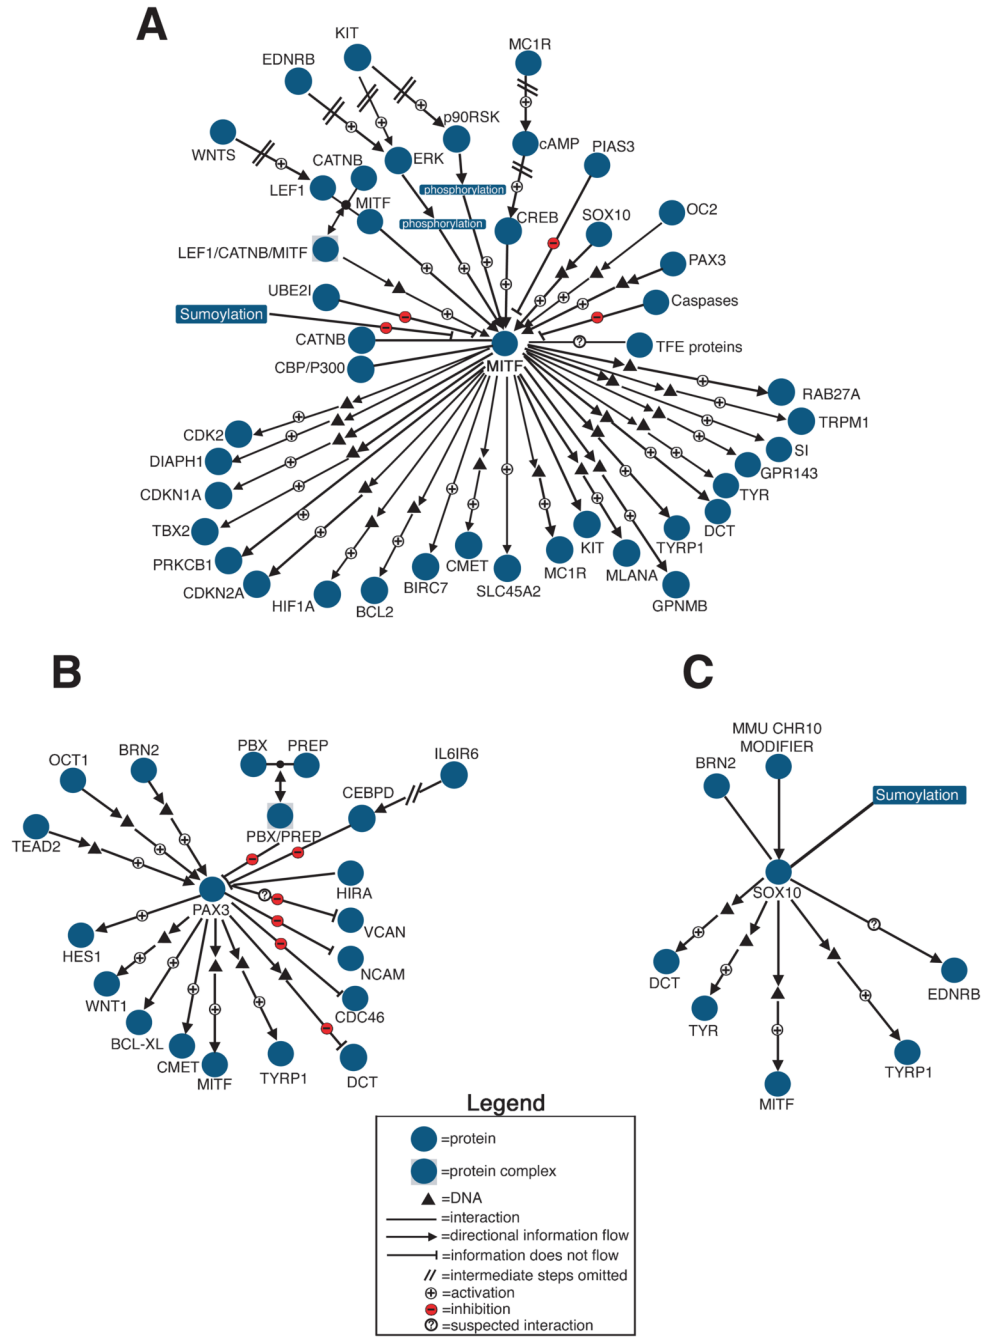 A
KIT
EDNRB
MC1R
WNTS
p90RSK
CATNB
ERK
cAMP
PIAS3
LEF1
MITF
phosphorylation
phosphorylation
CREB
SOX10
OC2
LEF1/CATNB/MITF
PAX3
UBE2I
Caspases
Sumoylation
CATNB
TFE proteins
CBP/P300
MITF
RAB27A
TRPM1
CDK2
SI
DIAPH1
GPR143
CDKN1A
TYR
TBX2
DCT
PRKCB1
TYRP1
KIT
CDKN2A
HIF1A
BCL2
BIRC7
CMET
SLC45A2
MC1R
MLANA
GPNMB
B
OCT1
BRN2
PBX
PREP
IL6IR6
CEBPD
TEAD2
PBX/PREP
HIRA
PAX3
VCAN
HES1
NCAM
WNT1
CDC46
BCL-XL
CMET
MITF
TYRP1
DCT
C
MMU CHR10
MODIFIER
BRN2
Sumoylation
SOX10
DCT
EDNRB
TYR
TYRP1
MITF
Legend
=protein
=protein complex
=DNA
=interaction
=directional information flow
=information does not flow
=intermediate steps omitted
=activation
=inhibition
=suspected interaction